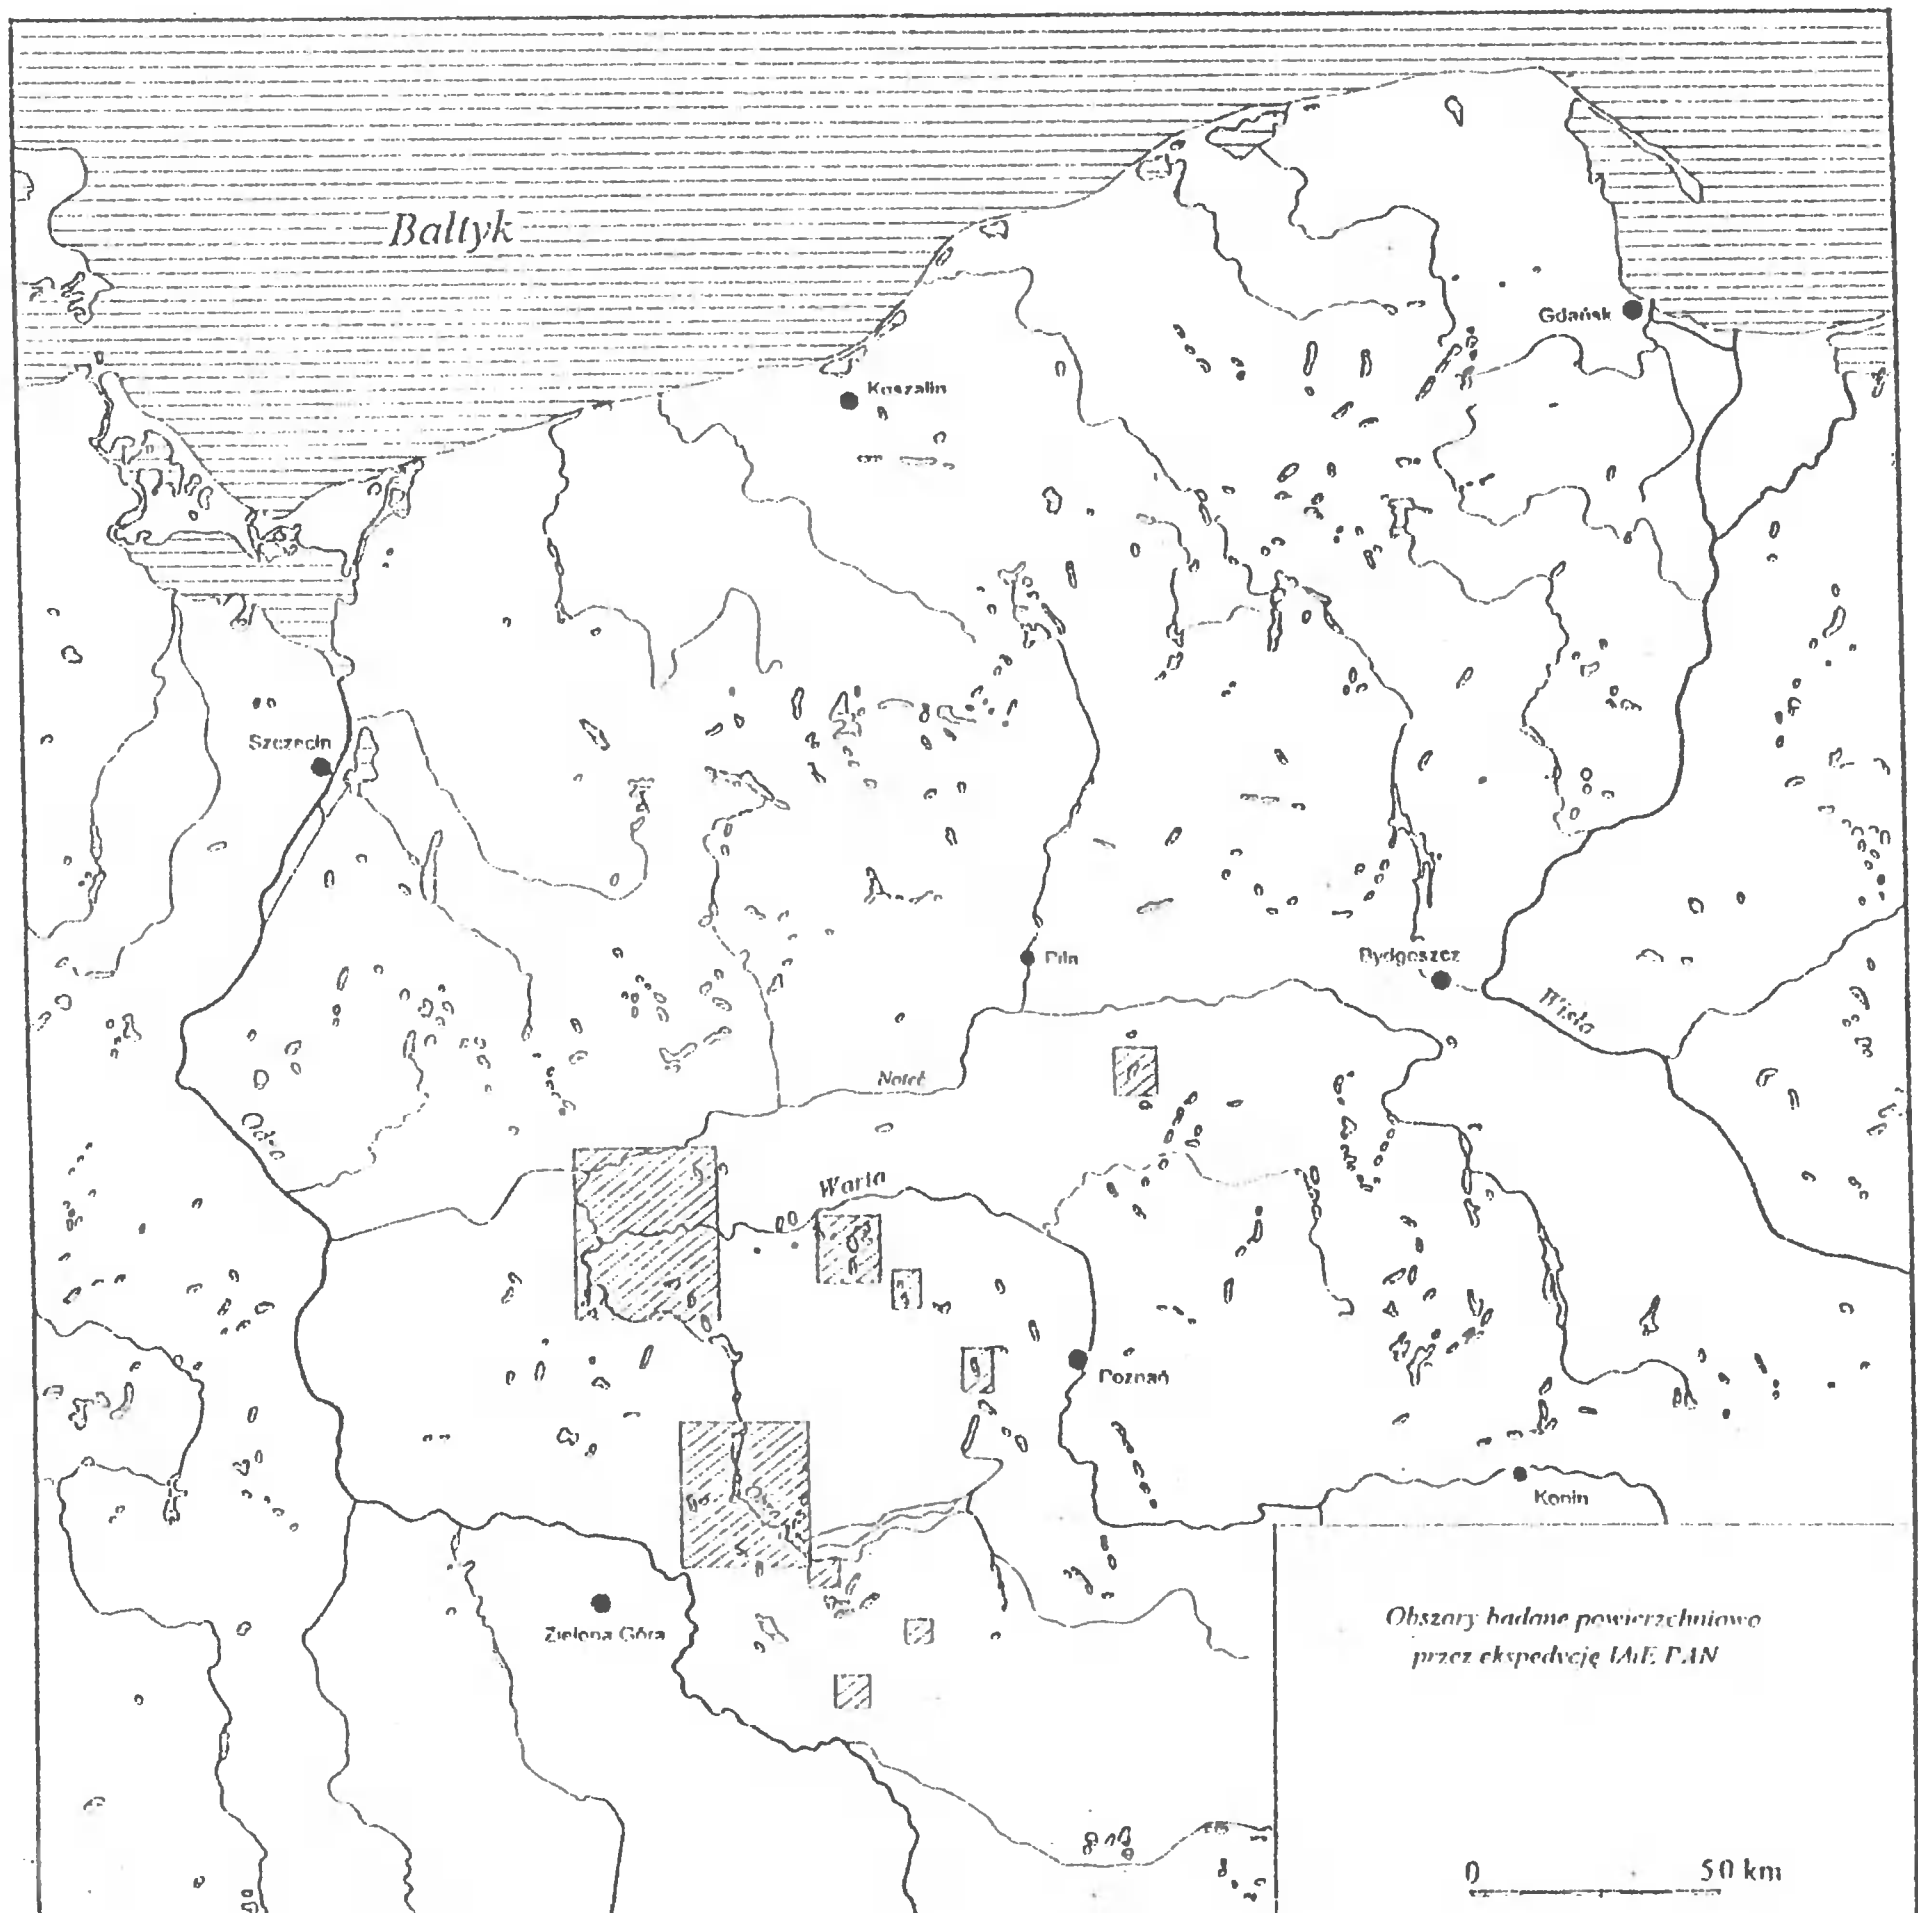 Bałtyk
Gdańsk
Koszalin
Szczecin
Piła
Bydgoszcz
Wisła
Noteć
Odra
Warta
Poznań
Konin
Zielona Góra
Obszary badane powierzchniowo
przez ekspedycję IAiE PAN
0 50 km